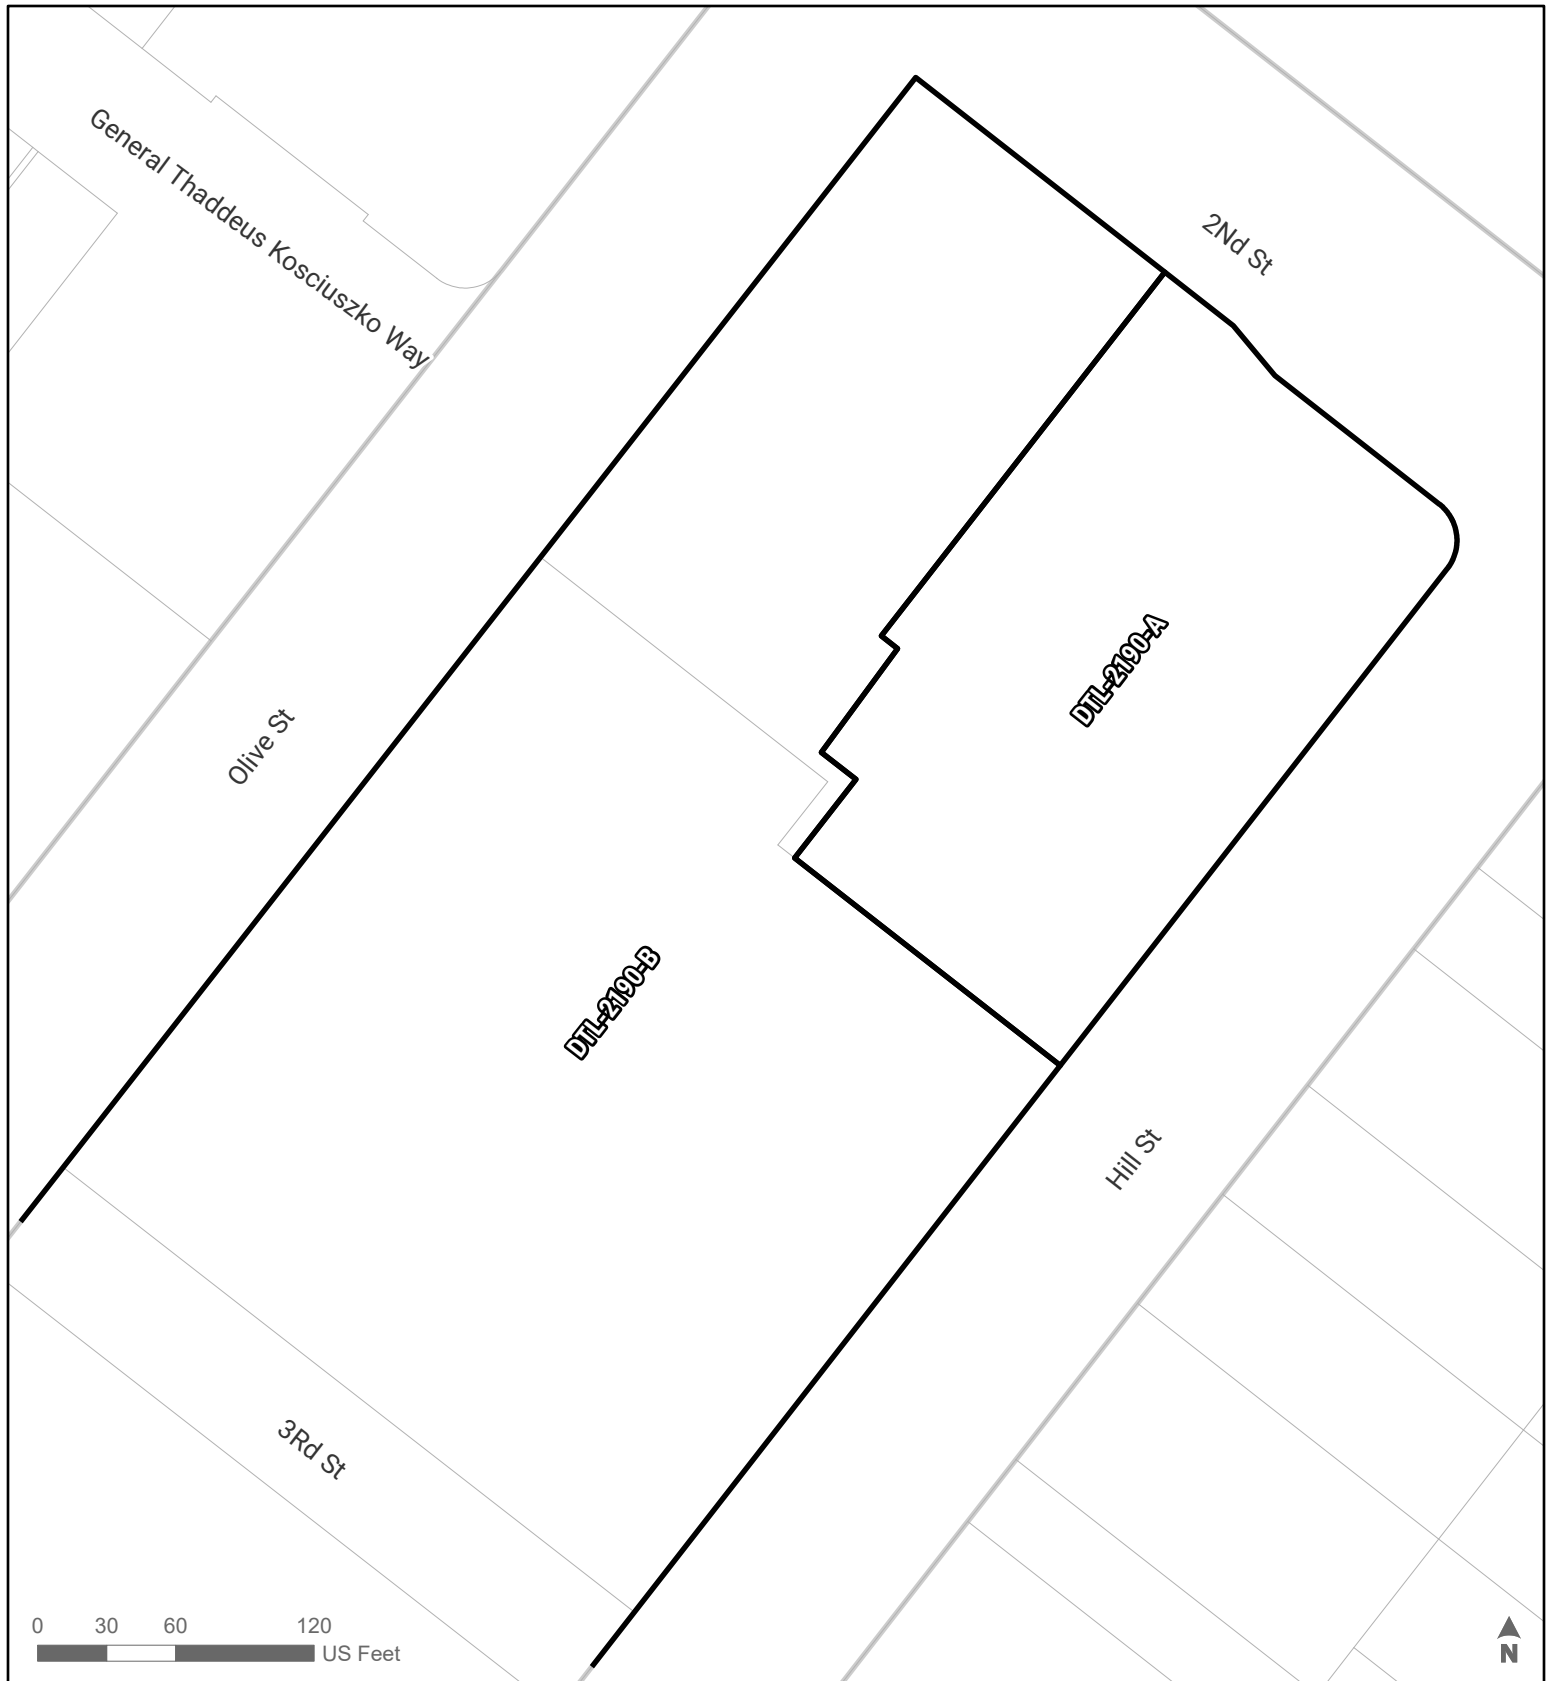 General Thaddeus Kosciuszko Way
2Nd St
DTL-2190-A
Olive St
DTL-2190-B
Hill St
3Rd St
0 30 60 120
US Feet
N